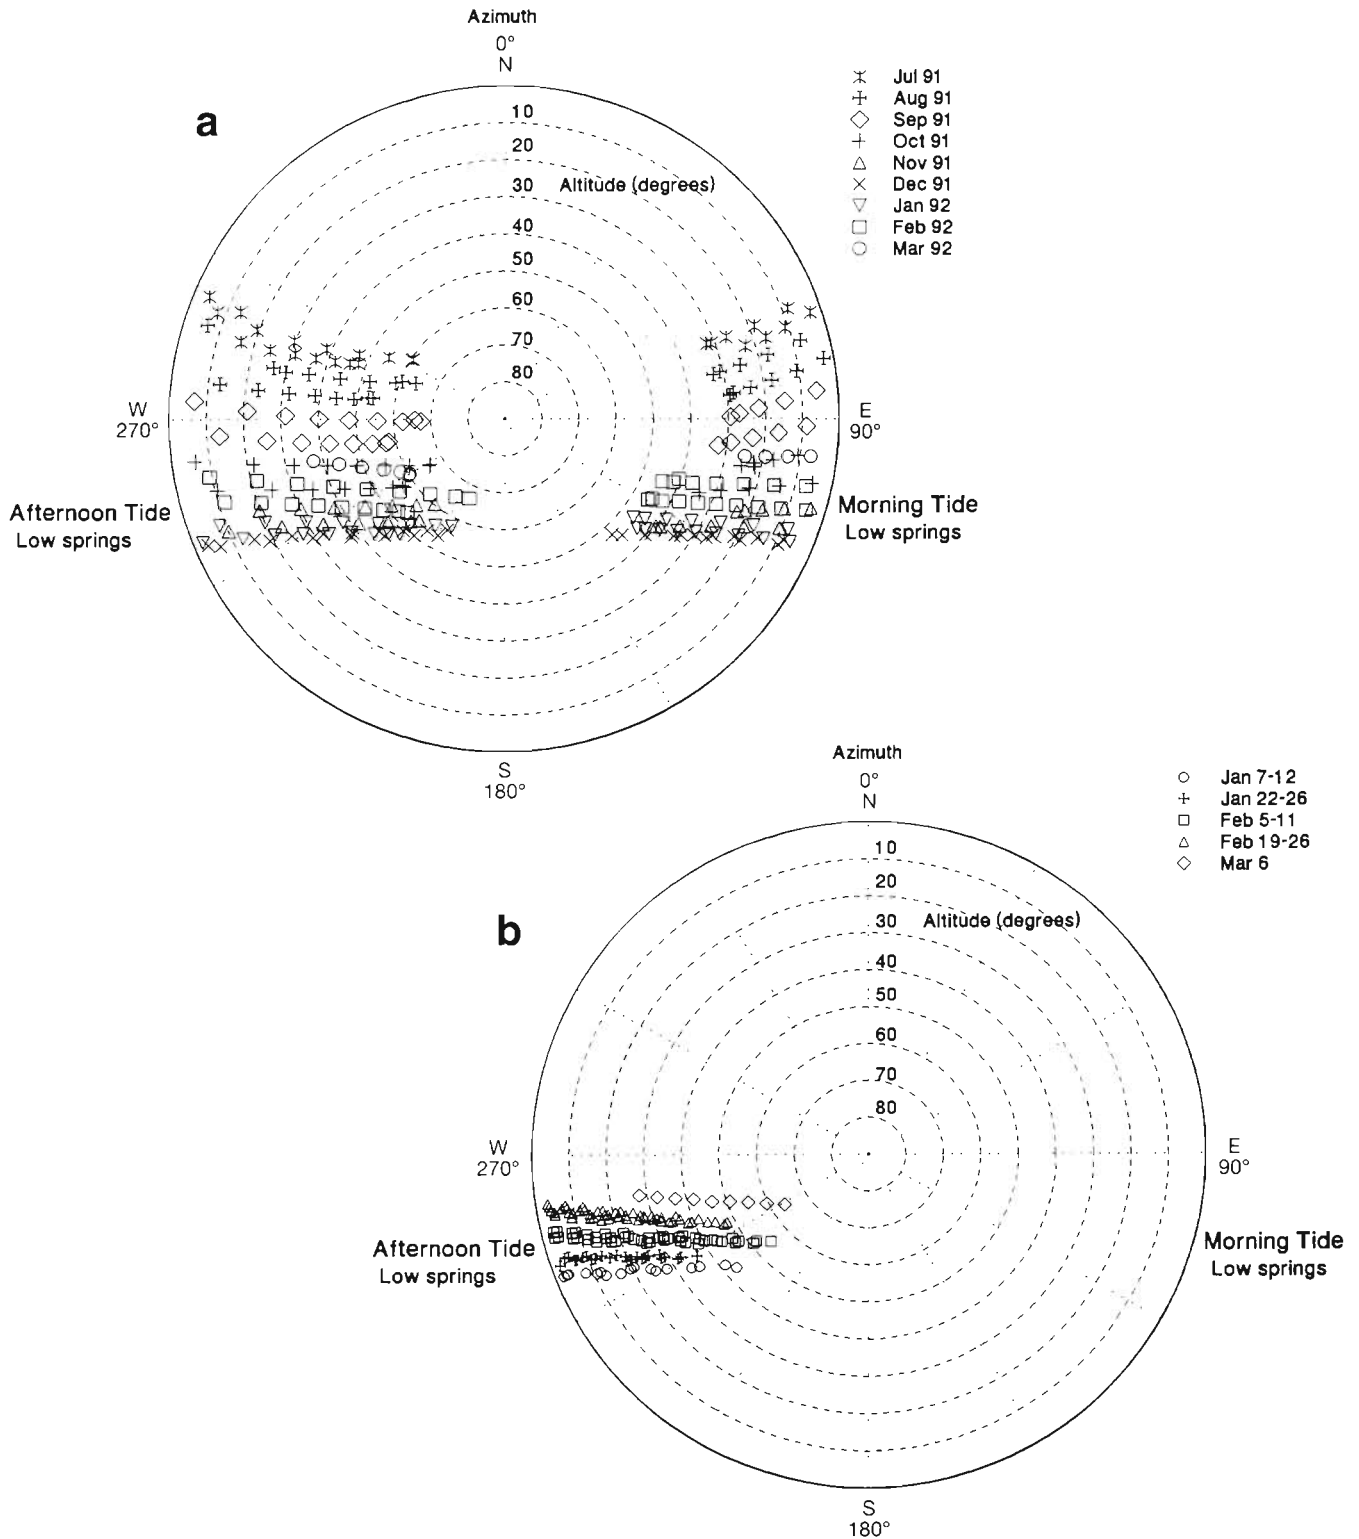 Azimuth
0°
N
a
10
20
30
Altitude (degrees)
40
50
60
70
80
Jul 91
Aug 91
Sep 91
Oct 91
Nov 91
Dec 91
Jan 92
Feb 92
Mar 92
W
270°
E
90°
Afternoon Tide
Low springs
Morning Tide
Low springs
S
180°
Azimuth
0°
N
b
10
20
30
Altitude (degrees)
40
50
60
70
80
Jan 7-12
Jan 22-26
Feb 5-11
Feb 19-26
Mar 6
W
270°
E
90°
Afternoon Tide
Low springs
Morning Tide
Low springs
S
180°